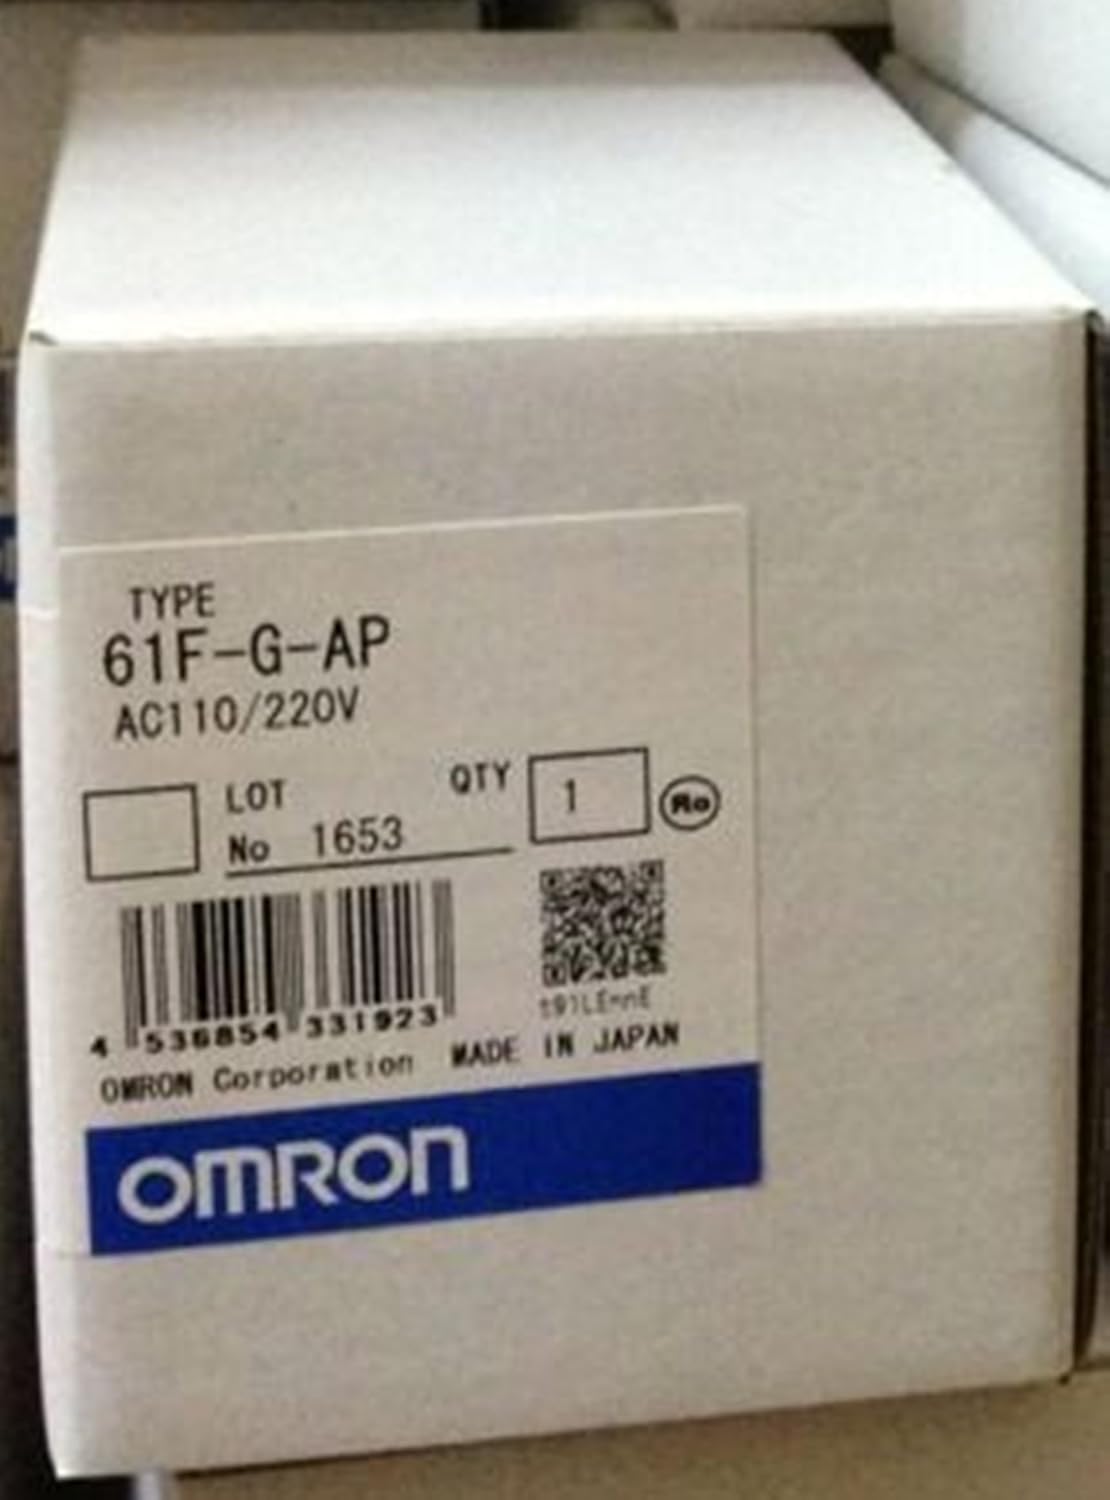 TYPE
61F-G-AP
AC110/220V
LOT
No 1653
QTY
1
Ro
4 536854 331923
OMRON Corporation MADE IN JAPAN
OMRON